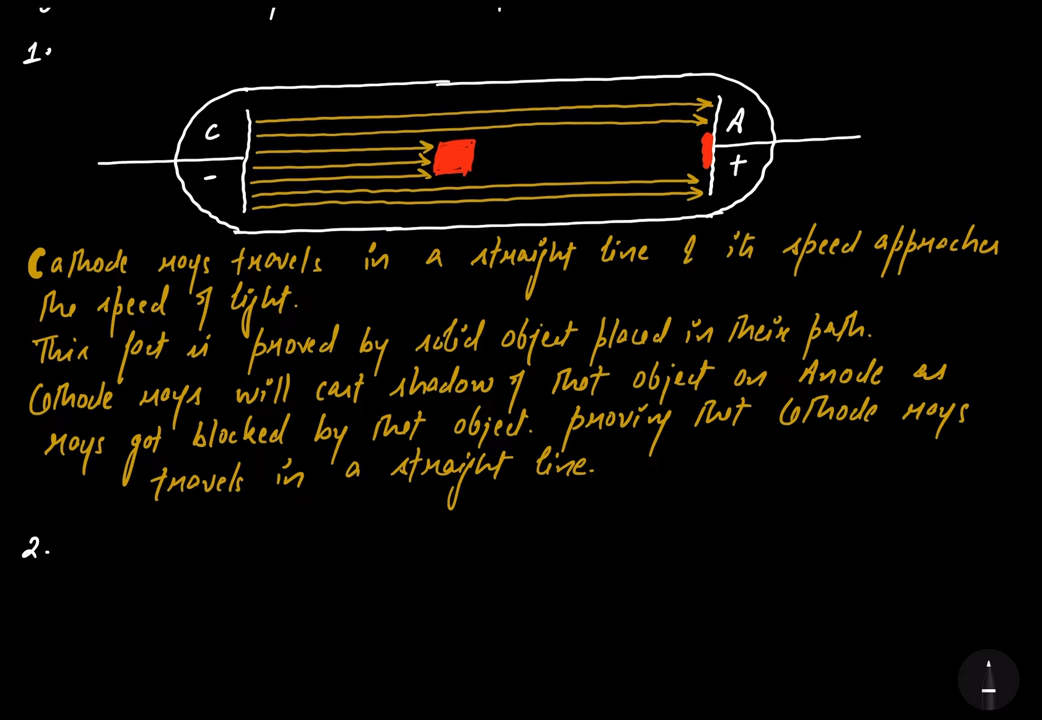 1.
C
A
-
+
Cathode rays travels in a straight line & its speed approaches
the speed of light.
This fact is proved by solid object placed in their path.
Cathode rays will cast shadow of that object on Anode as
rays got blocked by that object. proving that Cathode rays
travels in a straight line.
2.